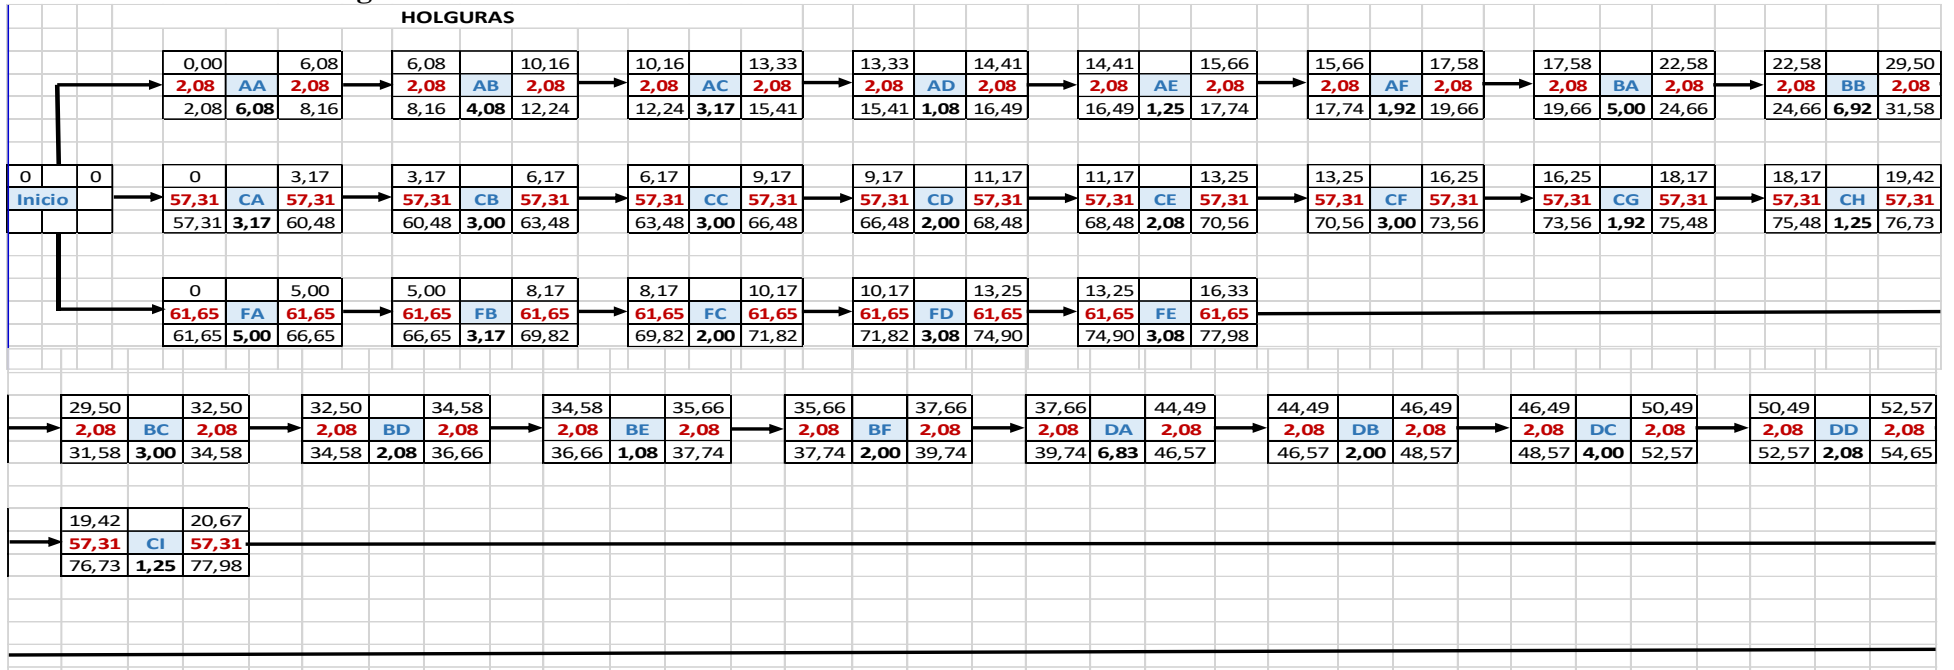 HOLGURAS
0,00 6,08 6,08 10,16 10,16 13,33 13,33 14,41 14,41 15,66 15,66 17,58 17,58 22,58 22,58 29,50
2,08 AA 2,08 2,08 AB 2,08 2,08 AC 2,08 2,08 AD 2,08 2,08 AE 2,08 2,08 AF 2,08 2,08 BA 2,08 2,08 BB 2,08
2,08 6,08 8,16 8,16 4,08 12,24 12,24 3,17 15,41 15,41 1,08 16,49 16,49 1,25 17,74 17,74 1,92 19,66 19,66 5,00 24,66 24,66 6,92 31,58
0 0 0 3,17 3,17 6,17 6,17 9,17 9,17 11,17 11,17 13,25 13,25 16,25 16,25 18,17 18,17 19,42
Inicio 57,31 CA 57,31 57,31 CB 57,31 57,31 CC 57,31 57,31 CD 57,31 57,31 CE 57,31 57,31 CF 57,31 57,31 CG 57,31 57,31 CH 57,31
57,31 3,17 60,48 60,48 3,00 63,48 63,48 3,00 66,48 66,48 2,00 68,48 68,48 2,08 70,56 70,56 3,00 73,56 73,56 1,92 75,48 75,48 1,25 76,73
0 5,00 5,00 8,17 8,17 10,17 10,17 13,25 13,25 16,33
61,65 FA 61,65 61,65 FB 61,65 61,65 FC 61,65 61,65 FD 61,65 61,65 FE 61,65
61,65 5,00 66,65 66,65 3,17 69,82 69,82 2,00 71,82 71,82 3,08 74,90 74,90 3,08 77,98
29,50 32,50 32,50 34,58 34,58 35,66 35,66 37,66 37,66 44,49 44,49 46,49 46,49 50,49 50,49 52,57
2,08 BC 2,08 2,08 BD 2,08 2,08 BE 2,08 2,08 BF 2,08 2,08 DA 2,08 2,08 DB 2,08 2,08 DC 2,08 2,08 DD 2,08
31,58 3,00 34,58 34,58 2,08 36,66 36,66 1,08 37,74 37,74 2,00 39,74 39,74 6,83 46,57 46,57 2,00 48,57 48,57 4,00 52,57 52,57 2,08 54,65
19,42 20,67
57,31 CI 57,31
76,73 1,25 77,98